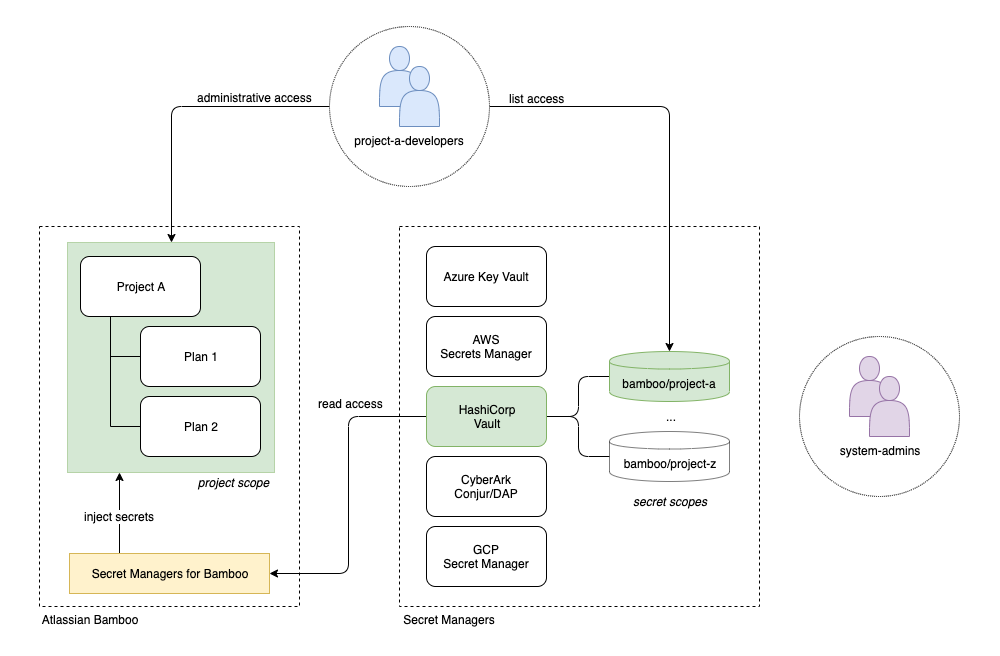 administrative access
list access
project-a-developers
Project A
Plan 1
Plan 2
project scope
inject secrets
Secret Managers for Bamboo
Atlassian Bamboo
read access
Azure Key Vault
AWS
Secrets Manager
HashiCorp
Vault
CyberArk
Conjur/DAP
GCP
Secret Manager
bamboo/project-a
...
bamboo/project-z
secret scopes
Secret Managers
system-admins